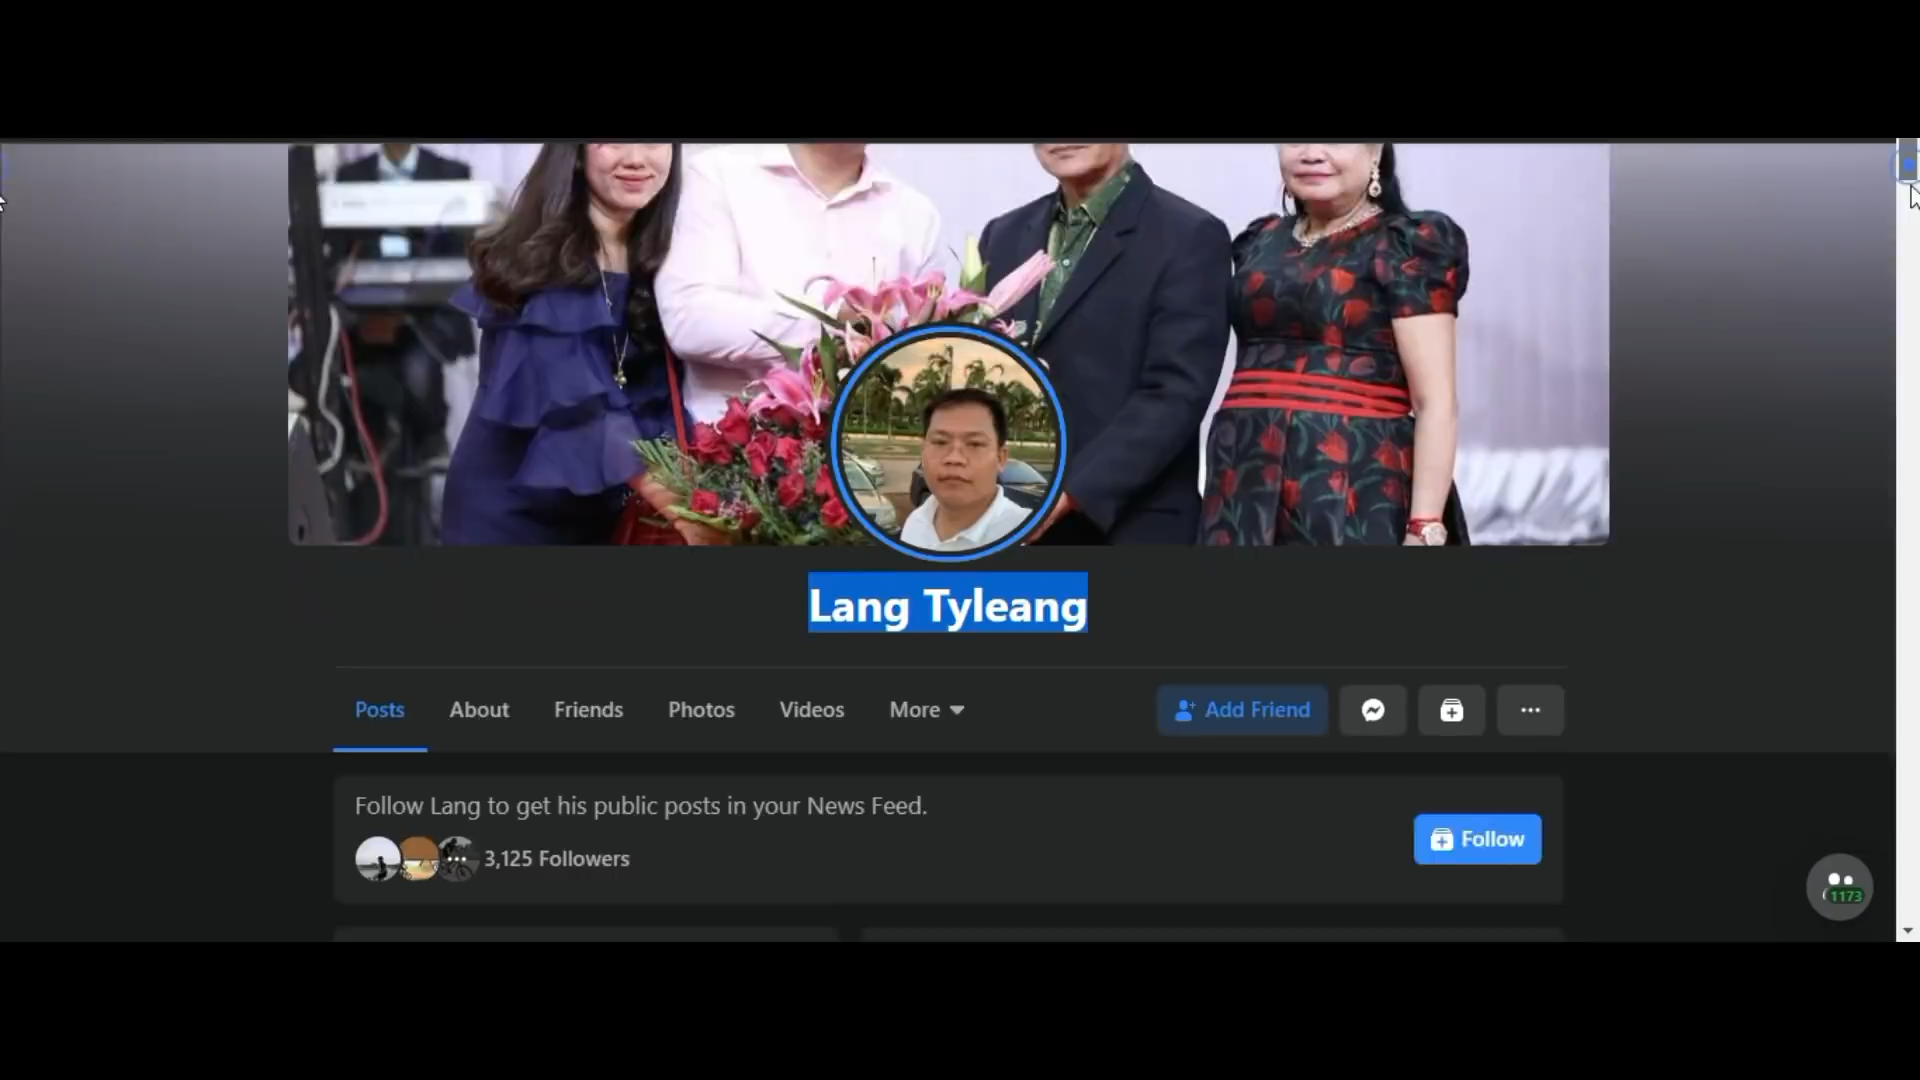 Lang Tyleang
Posts About Friends Photos Videos More Add Friend
Follow Lang to get his public posts in your News Feed.
3,125 Followers
Follow
1173